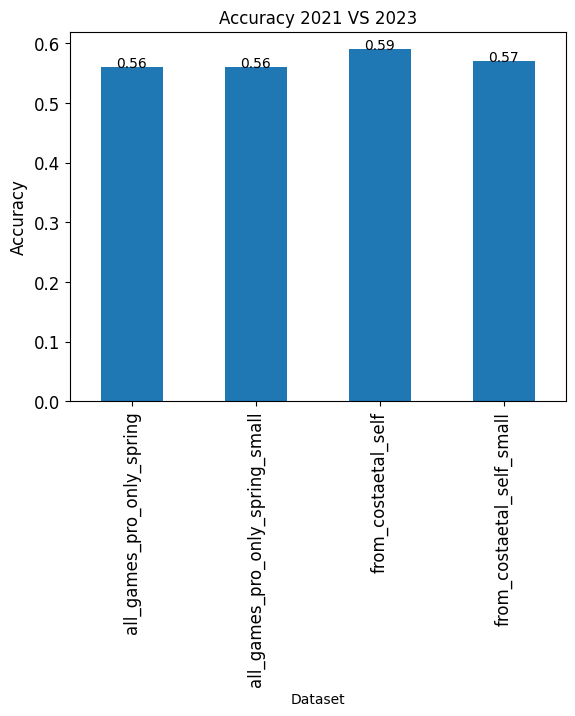 Accuracy 2021 VS 2023
0.6
0.5
0.4
0.3
0.2
0.1
0.0
Accuracy
0.56
0.56
0.59
0.57
all_games_pro_only_spring
all_games_pro_only_spring_small
from_costaetal_self
from_costaetal_self_small
Dataset